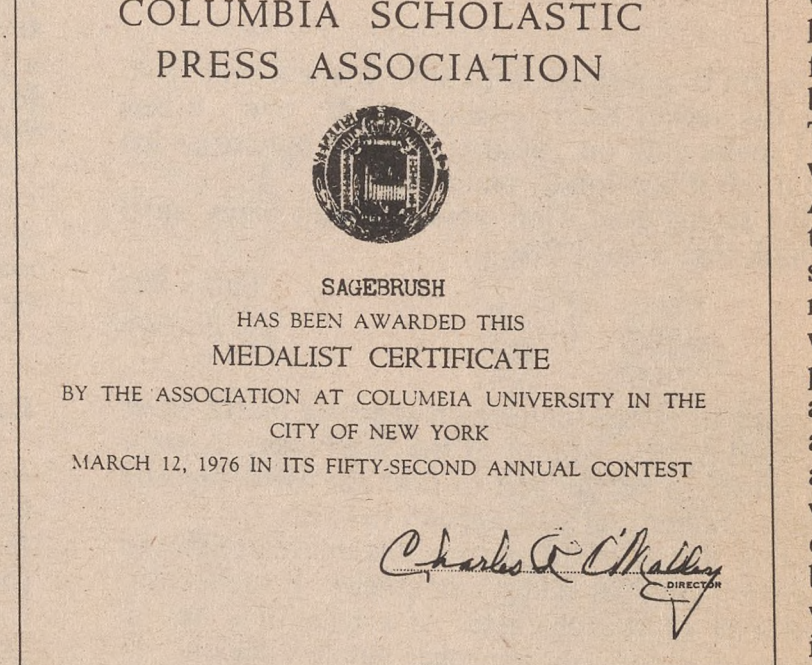 COLUMBIA SCHOLASTIC
PRESS ASSOCIATION
SAGEBRUSH
HAS BEEN AWARDED THIS
MEDALIST CERTIFICATE
BY THE ASSOCIATION AT COLUMBIA UNIVERSITY IN THE
CITY OF NEW YORK
MARCH 12, 1976 IN ITS FIFTY-SECOND ANNUAL CONTEST
Charles R O'Malley
DIRECTOR